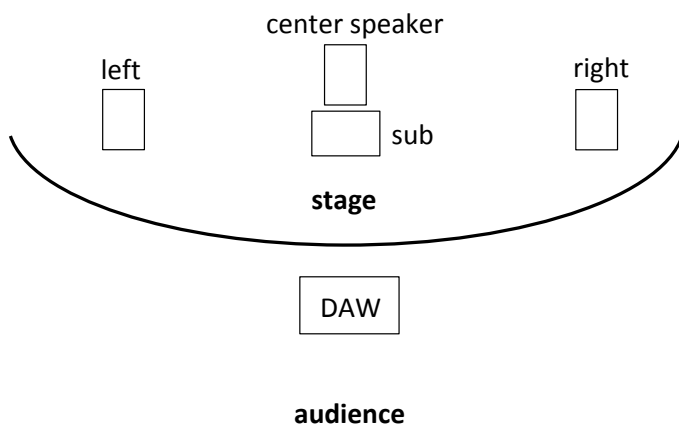 center speaker
left
right
sub
stage
DAW
audience